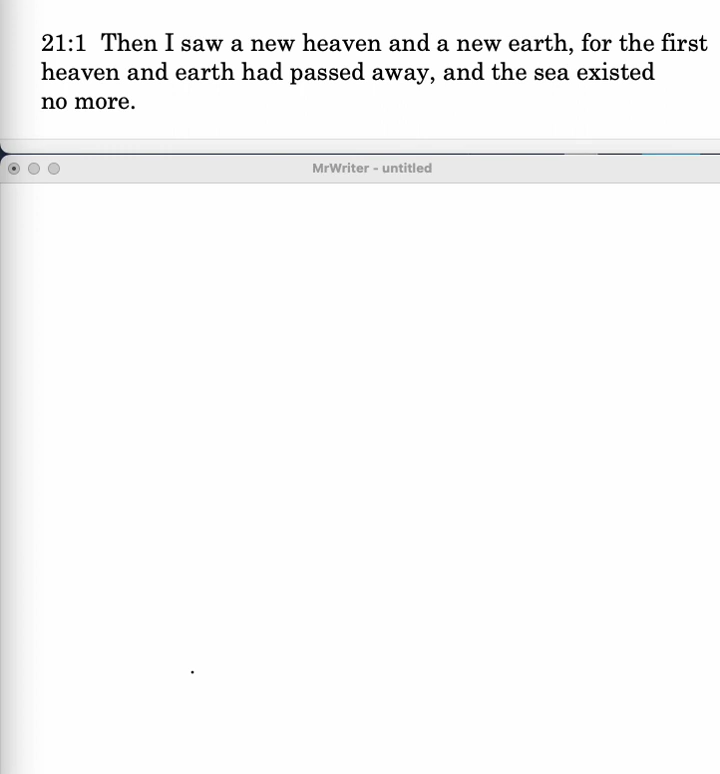 21:1 Then I saw a new heaven and a new earth, for the first
heaven and earth had passed away, and the sea existed
no more.
MrWriter - untitled
.